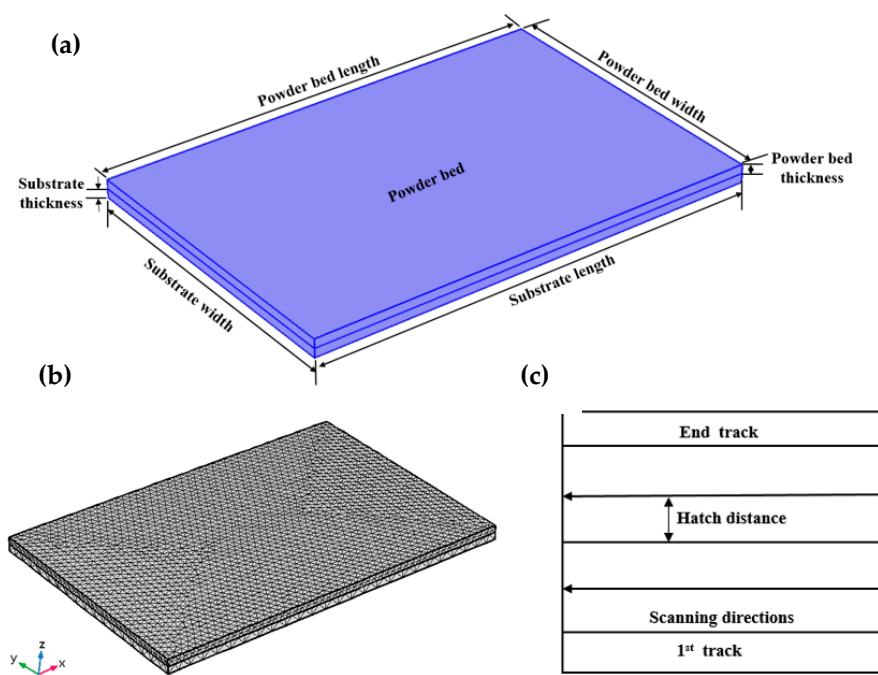 (a)
Powder bed length
Powder bed width
Powder bed
Substrate
thickness
Powder bed
thickness
Substrate width
Substrate length
(b)
z
y
x
(c)
End track
Hatch distance
Scanning directions
1st track